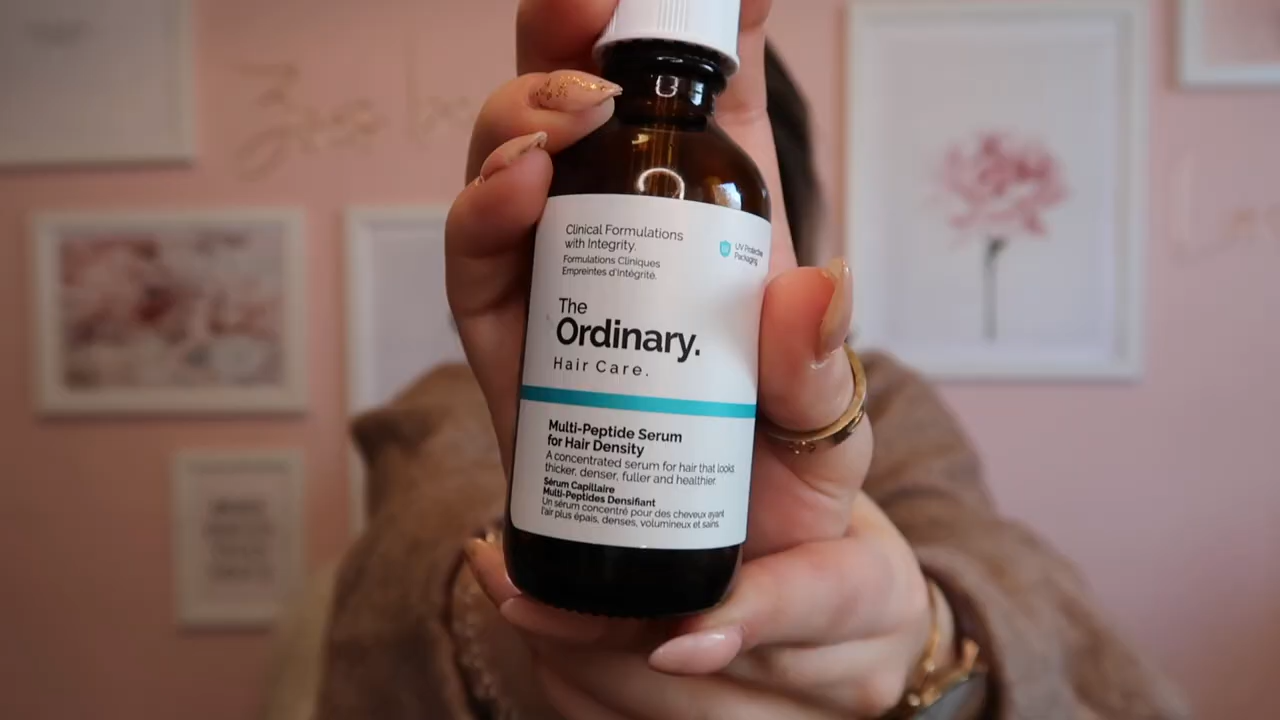 Clinical Formulations
with Integrity.
Formulations Cliniques
Empreintes d'Intégrité.
UV Protective
Packaging
The
Ordinary.
Hair Care.
Multi-Peptide Serum
for Hair Density
A concentrated serum for hair that looks
thicker, denser, fuller and healthier.
Sérum Capillaire
Multi-Peptides Densifiant
Un sérum concentré pour des cheveux ayant
l'air plus épais, denses, volumineux et sains.